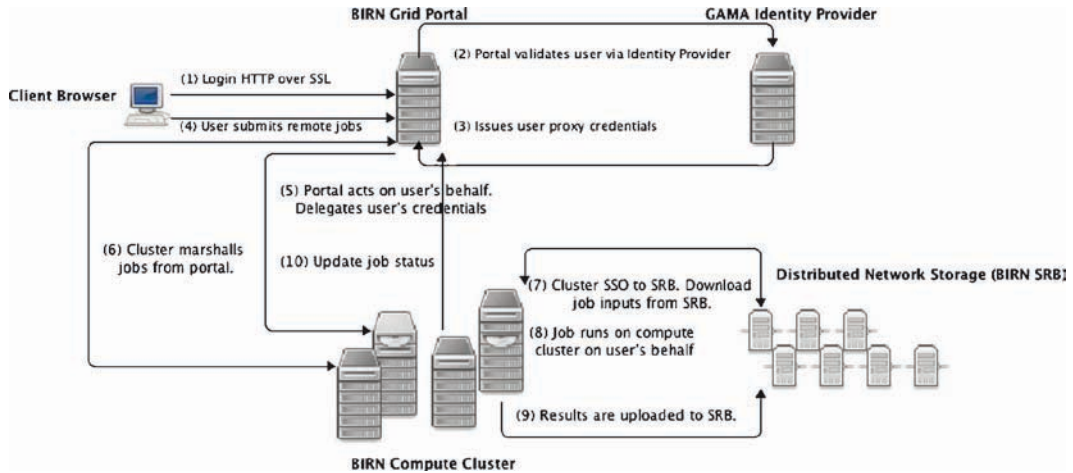 BIRN Grid Portal
GAMA Identity Provider
(2) Portal validates user via Identity Provider
(1) Login HTTP over SSL
Client Browser
(4) User submits remote jobs
(3) Issues user proxy credentials
(5) Portal acts on user's behalf.
Delegates user's credentials
(6) Cluster marshalls
jobs from portal.
(10) Update job status
(7) Cluster SSO to SRB. Download
job inputs from SRB.
Distributed Network Storage (BIRN SRB)
(8) Job runs on compute
cluster on user's behalf
(9) Results are uploaded to SRB.
BIRN Compute Cluster